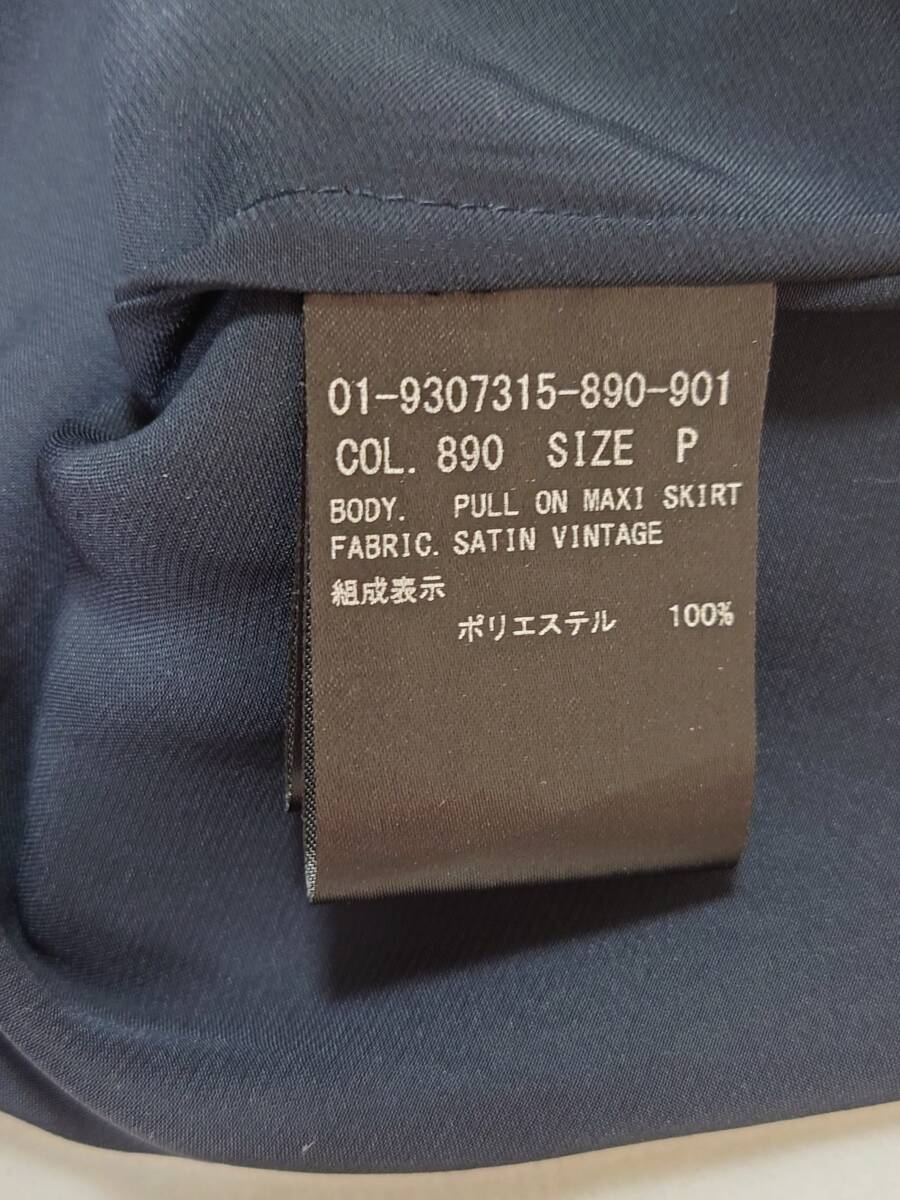 01-9307315-890-901
COL. 890 SIZE P
BODY. PULL ON MAXI SKIRT
FABRIC. SATIN VINTAGE
組成表示
ポリエステル 100%